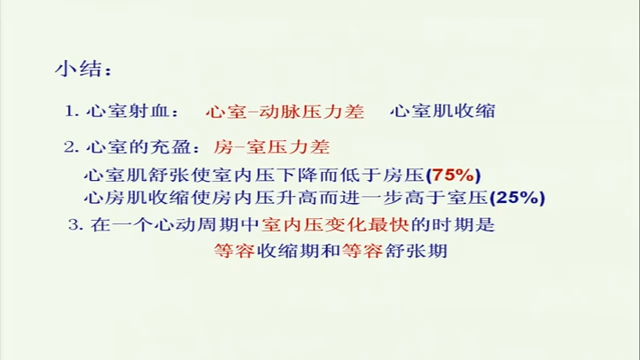 小结：
1. 心室射血： 心室-动脉压力差 心室肌收缩
2. 心室的充盈：房-室压力差
心室肌舒张使室内压下降而低于房压(75%)
心房肌收缩使房内压升高而进一步高于室压(25%)
3. 在一个心动周期中室内压变化最快的时期是
等容收缩期和等容舒张期